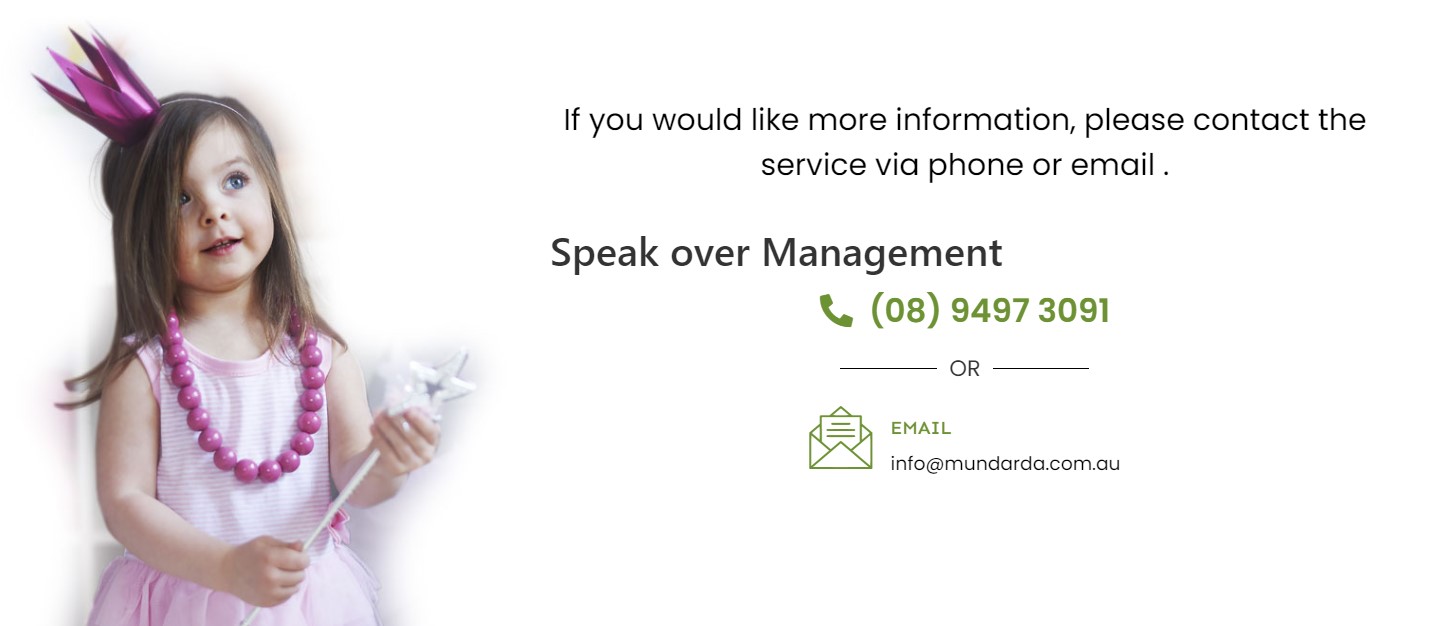 If you would like more information, please contact the
service via phone or email .
Speak over Management
(08) 9497 3091
OR
EMAIL
info@mundarda.com.au